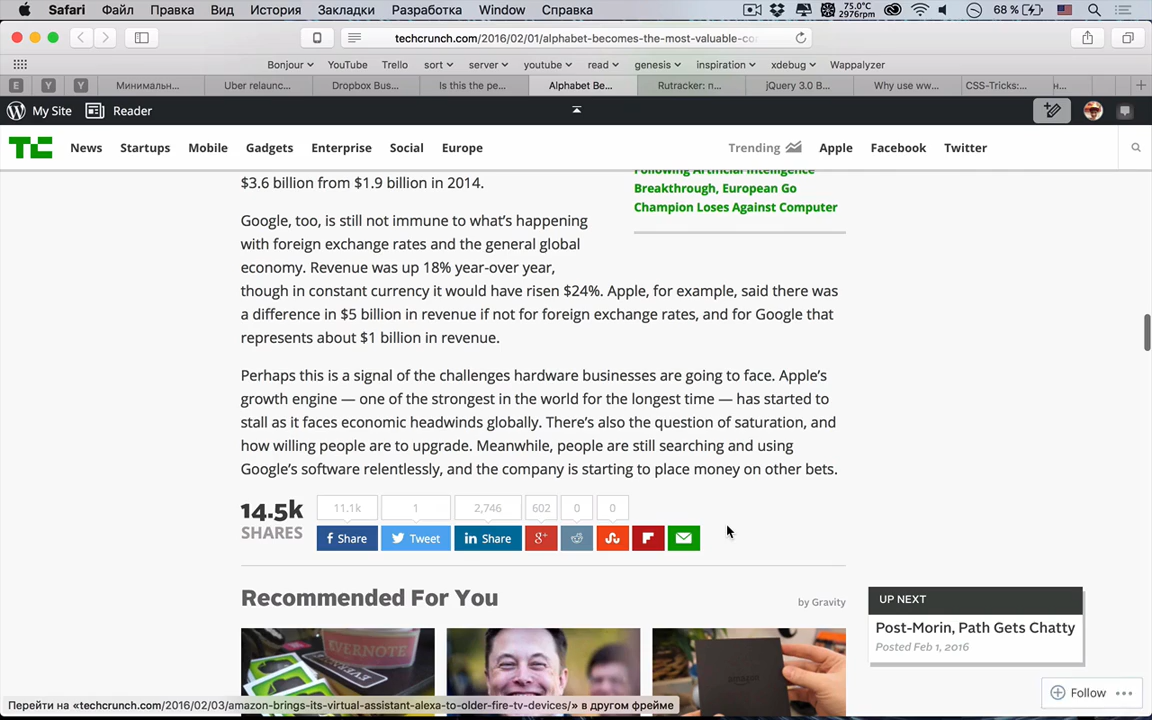 Safari Файл Правка Вид История Закладки Разработка Window Справка 75.0°C 2976rpm 68 %
techcrunch.com/2016/02/01/alphabet-becomes-the-most-valuable-co
Bonjour YouTube Trello sort server youtube read genesis inspiration xdebug Wappalyzer
E Y Y Минимальн... Uber relaunc... Dropbox Bus... Is this the pe... Alphabet Be... Rutracker: п... jQuery 3.0 B... Why use ww... CSS-Tricks:...
My Site Reader
TC News Startups Mobile Gadgets Enterprise Social Europe Trending Apple Facebook Twitter
Following Artificial Intelligence
Breakthrough, European Go
Champion Loses Against Computer
$3.6 billion from $1.9 billion in 2014.
Google, too, is still not immune to what's happening
with foreign exchange rates and the general global
economy. Revenue was up 18% year-over year,
though in constant currency it would have risen $24%. Apple, for example, said there was
a difference in $5 billion in revenue if not for foreign exchange rates, and for Google that
represents about $1 billion in revenue.
Perhaps this is a signal of the challenges hardware businesses are going to face. Apple's
growth engine — one of the strongest in the world for the longest time — has started to
stall as it faces economic headwinds globally. There's also the question of saturation, and
how willing people are to upgrade. Meanwhile, people are still searching and using
Google's software relentlessly, and the company is starting to place money on other bets.
14.5k 11.1k 1 2,746 602 0 0
SHARES f Share Tweet in Share g+
Recommended For You by Gravity
EVERNOTE
amazon
UP NEXT
Post-Morin, Path Gets Chatty
Posted Feb 1, 2016
Follow
Перейти на «techcrunch.com/2016/02/03/amazon-brings-its-virtual-assistant-alexa-to-older-fire-tv-devices/» в другом фрейме